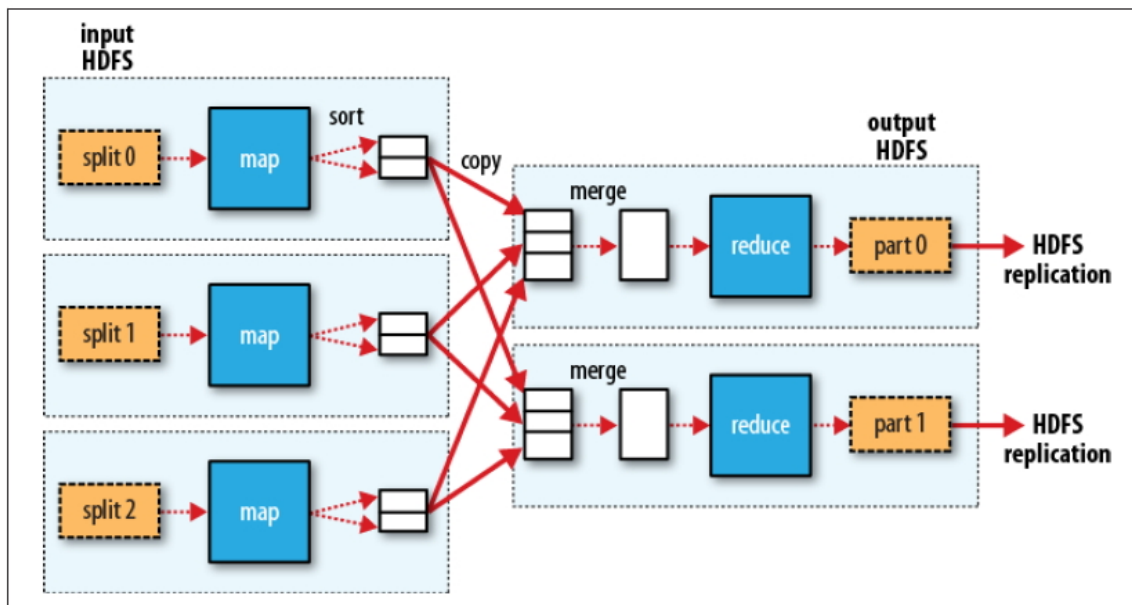 input
HDFS
sort
split 0
map
copy
output
HDFS
merge
reduce
part 0
HDFS
replication
split 1
map
merge
reduce
part 1
HDFS
replication
split 2
map